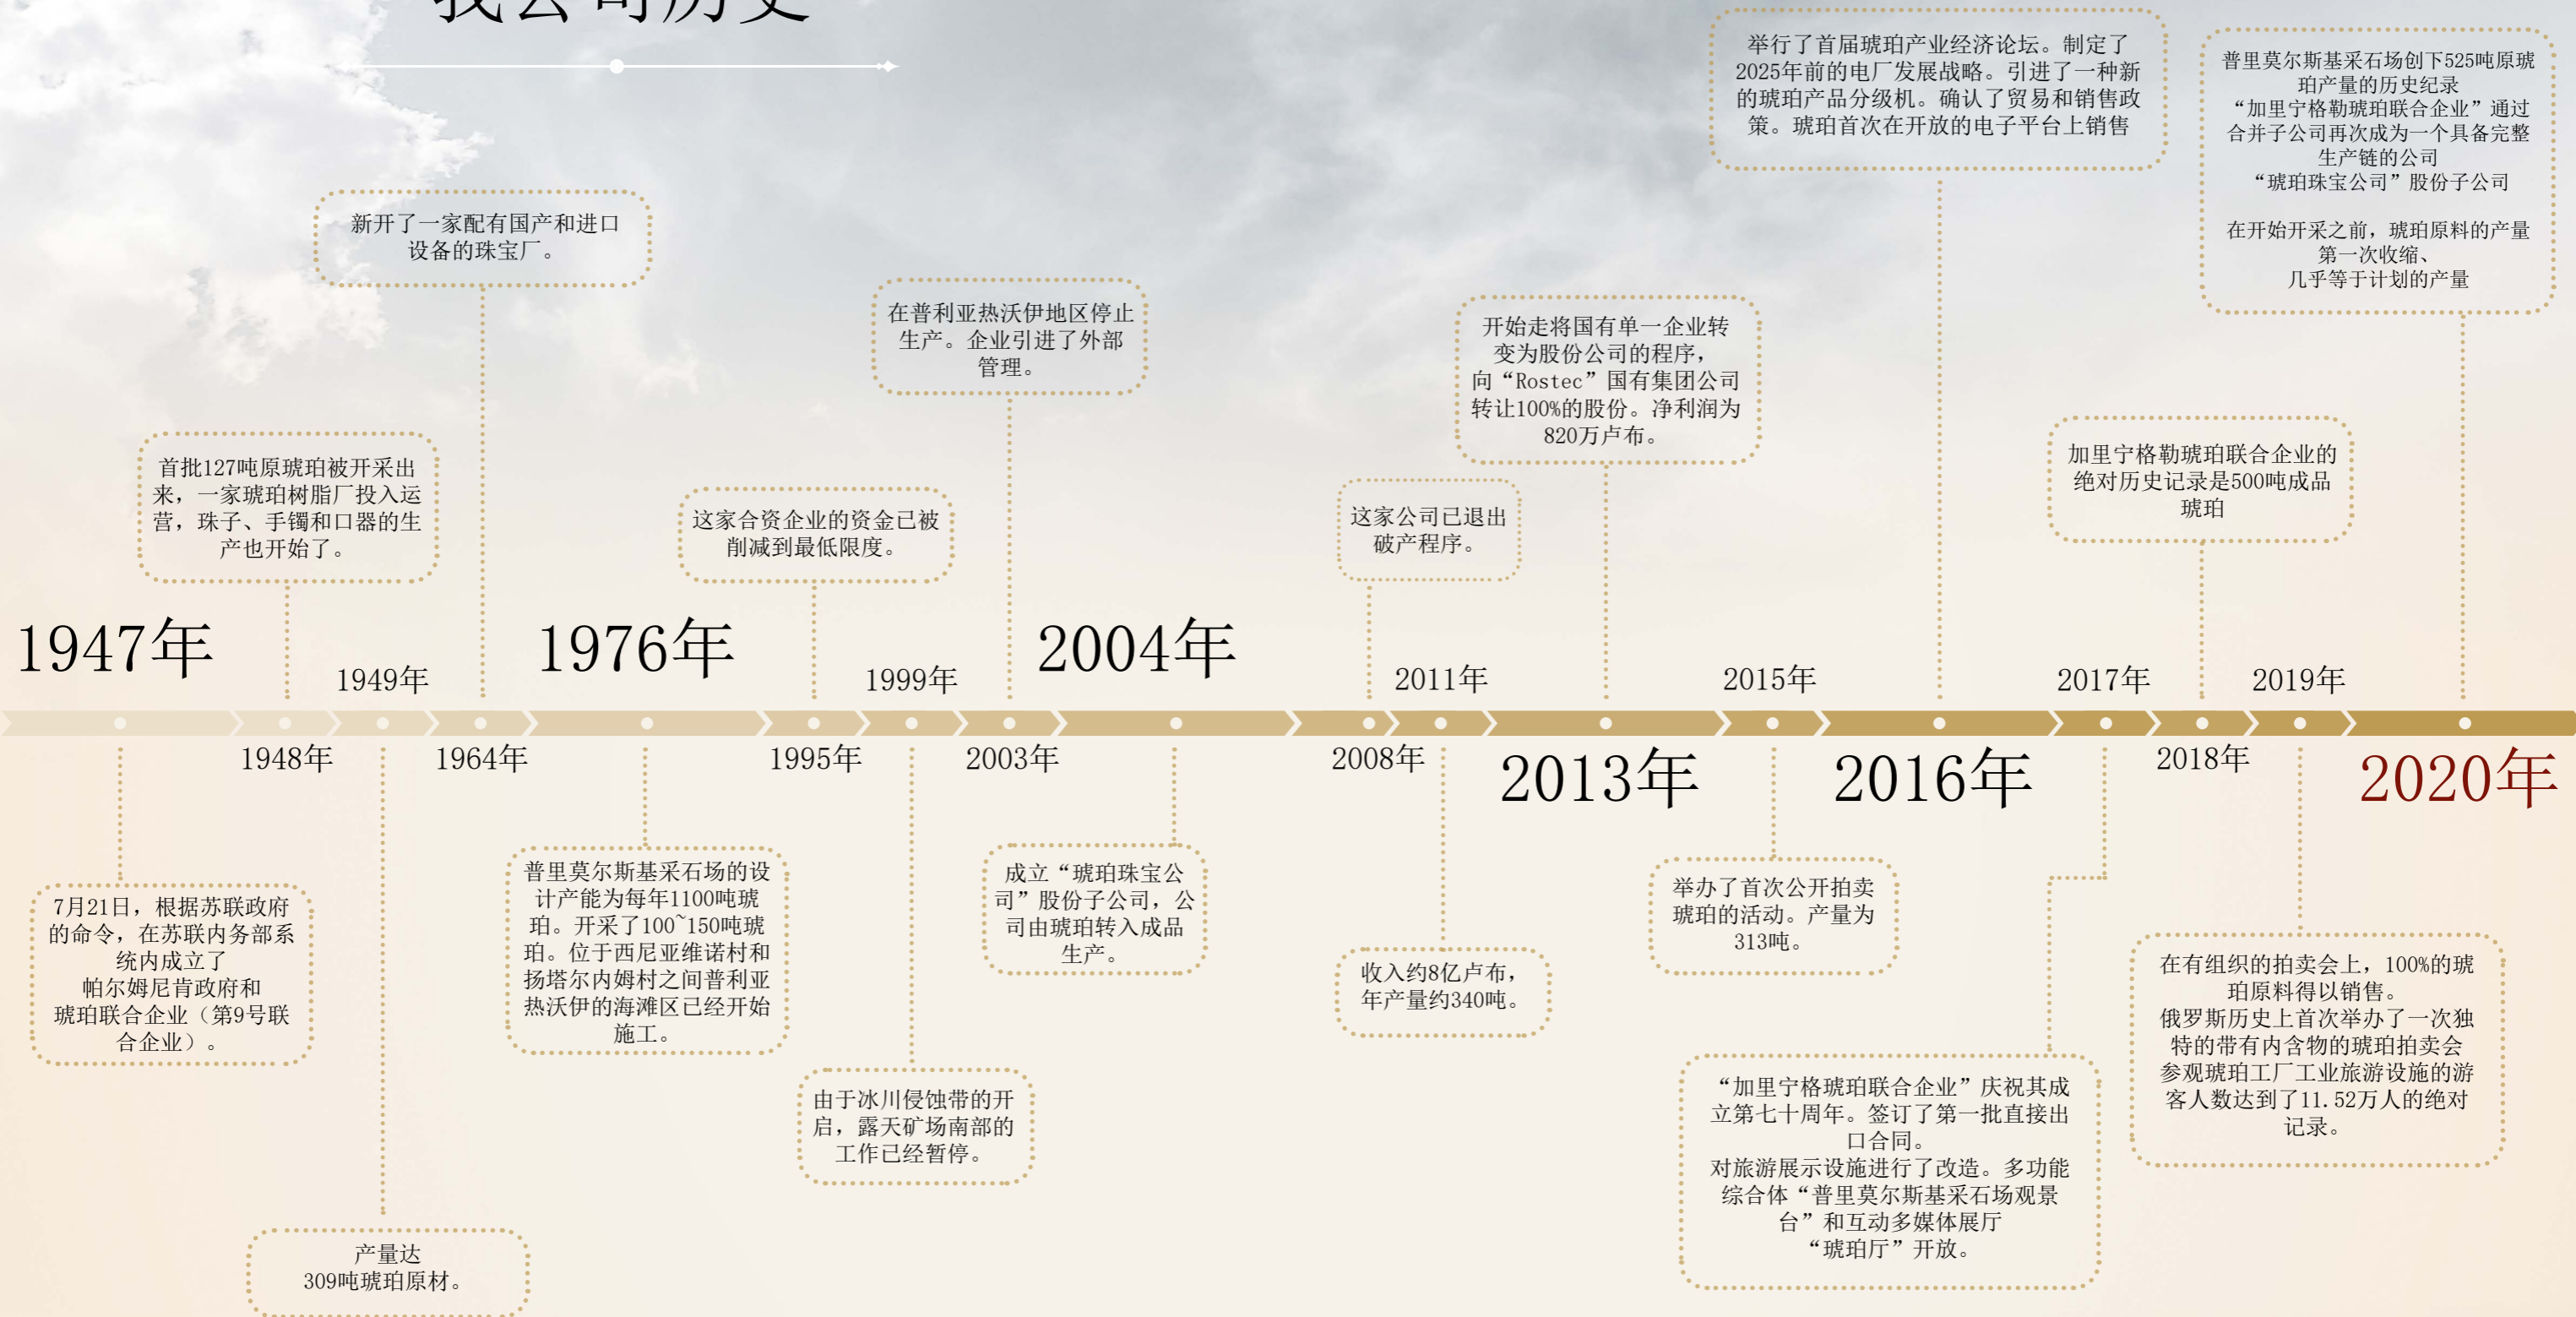 我公司历史
举行了首届琥珀产业经济论坛。制定了
2025年前的电厂发展战略。引进了一种新
的琥珀产品分级机。确认了贸易和销售政
策。琥珀首次在开放的电子平台上销售
普里莫尔斯基采石场创下525吨原琥
珀产量的历史纪录
“加里宁格勒琥珀联合企业”通过
合并子公司再次成为一个具备完整
生产链的公司
“琥珀珠宝公司”股份子公司
在开始开采之前，琥珀原料的产量
第一次收缩、
几乎等于计划的产量
新开了一家配有国产和进口
设备的珠宝厂。
在普利亚热沃伊地区停止
生产。企业引进了外部
管理。
开始走将国有单一企业转
变为股份公司的程序，
向“Rostec”国有集团公司
转让100%的股份。净利润为
820万卢布。
首批127吨原琥珀被开采出
来，一家琥珀树脂厂投入运
营，珠子、手镯和口器的生
产也开始了。
这家合资企业的资金已被
削减到最低限度。
这家公司已退出
破产程序。
加里宁格勒琥珀联合企业的
绝对历史记录是500吨成品
琥珀
1947年
1949年
1976年
1999年
2004年
2011年
2015年
2017年
2019年
1948年
1964年
1995年
2003年
2008年
2013年
2016年
2018年
2020年
7月21日，根据苏联政府
的命令，在苏联内务部系
统内成立了
帕尔姆尼肯政府和
琥珀联合企业（第9号联
合企业）。
普里莫尔斯基采石场的设
计产能为每年1100吨琥
珀。开采了100~150吨琥
珀。位于西尼亚维诺村和
扬塔尔内姆村之间普利亚
热沃伊的海滩区已经开始
施工。
成立“琥珀珠宝公
司”股份子公司，公
司由琥珀转入成品
生产。
收入约8亿卢布，
年产量约340吨。
举办了首次公开拍卖
琥珀的活动。产量为
313吨。
在有组织的拍卖会上，100%的琥
珀原料得以销售。
俄罗斯历史上首次举办了一次独
特的带有内含物的琥珀拍卖会
参观琥珀工厂工业旅游设施的游
客人数达到了11.52万人的绝对
记录。
由于冰川侵蚀带的开
启，露天矿场南部的
工作已经暂停。
“加里宁格琥珀联合企业”庆祝其成
立第七十周年。签订了第一批直接出
口合同。
对旅游展示设施进行了改造。多功能
综合体“普里莫尔斯基采石场观景
台”和互动多媒体展厅
“琥珀厅”开放。
产量达
309吨琥珀原材。